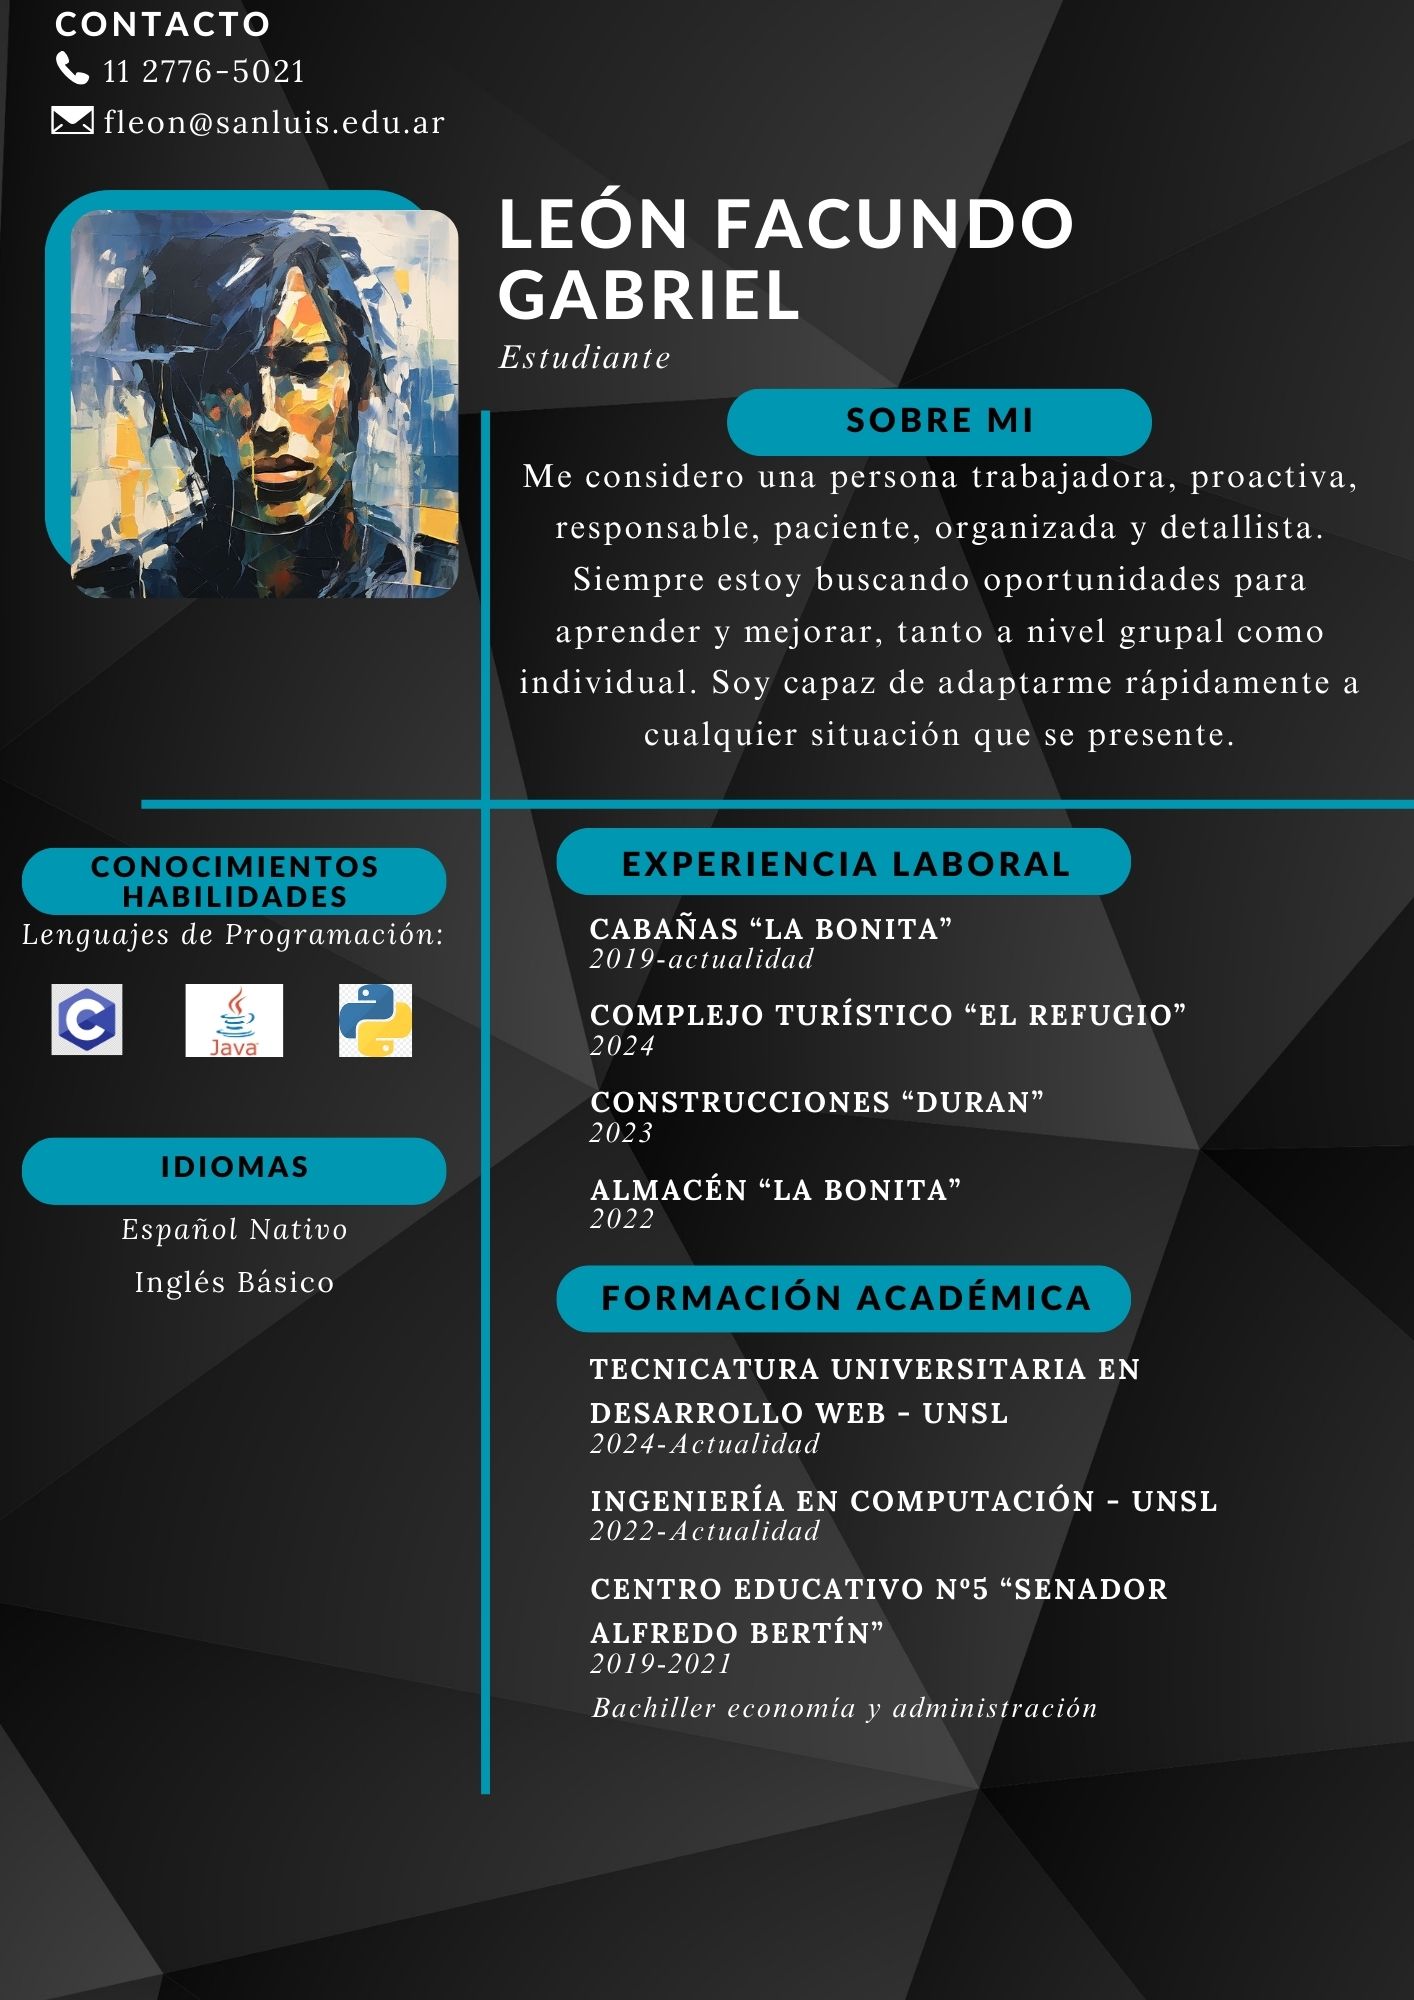 CONTACTO
11 2776-5021
fleon@sanluis.edu.ar
LEÓN FACUNDO
GABRIEL
Estudiante
SOBRE MI
Me considero una persona trabajadora, proactiva,
responsable, paciente, organizada y detallista.
Siempre estoy buscando oportunidades para
aprender y mejorar, tanto a nivel grupal como
individual. Soy capaz de adaptarme rápidamente a
cualquier situación que se presente.
CONOCIMIENTOS
HABILIDADES
Lenguajes de Programación:
C
Java
IDIOMAS
Español Nativo
Inglés Básico
EXPERIENCIA LABORAL
CABAÑAS “LA BONITA”
2019-actualidad
COMPLEJO TURÍSTICO “EL REFUGIO”
2024
CONSTRUCCIONES “DURAN”
2023
ALMACÉN “LA BONITA”
2022
FORMACIÓN ACADÉMICA
TECNICATURA UNIVERSITARIA EN
DESARROLLO WEB - UNSL
2024-Actualidad
INGENIERÍA EN COMPUTACIÓN - UNSL
2022-Actualidad
CENTRO EDUCATIVO Nº5 “SENADOR
ALFREDO BERTÍN”
2019-2021
Bachiller economía y administración